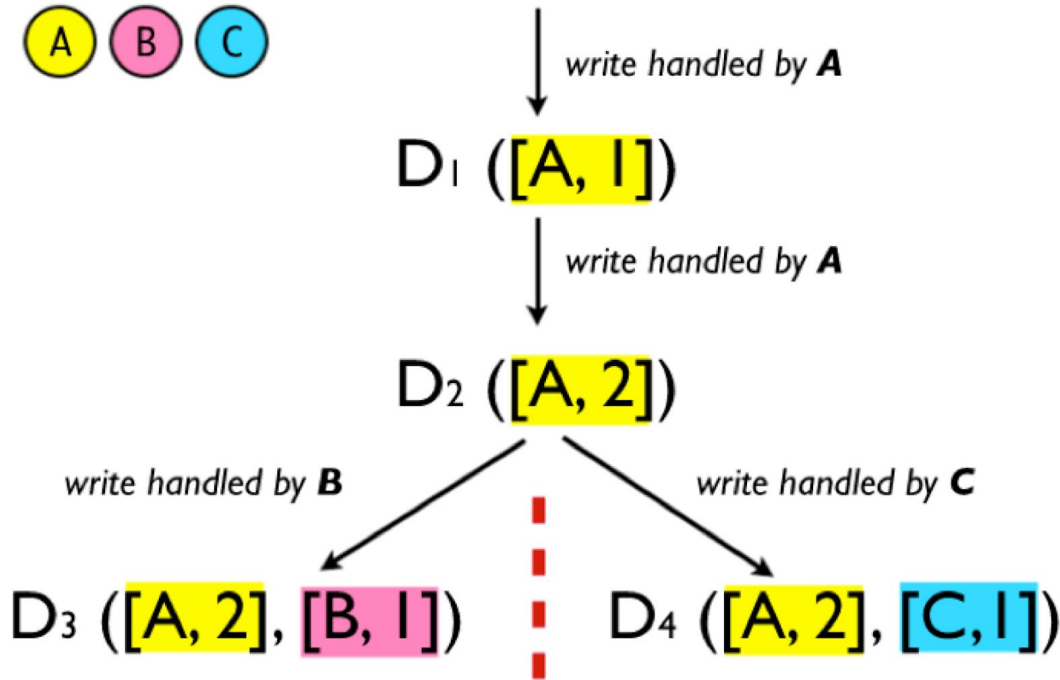 A B C
write handled by A
D1 ([A, 1])
write handled by A
D2 ([A, 2])
write handled by B
write handled by C
D3 ([A, 2], [B, 1])
D4 ([A, 2], [C,1])